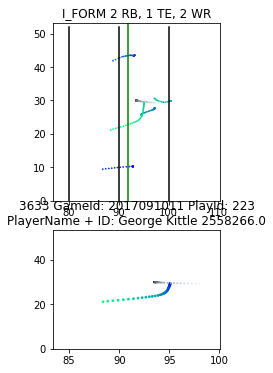 I_FORM 2 RB, 1 TE, 2 WR
50
40
30
20
10
0
80 90 100 110
3633 GameId: 2017091011 PlayId: 223
PlayerName + ID: George Kittle 2558266.0
40
20
0
85 90 95 100